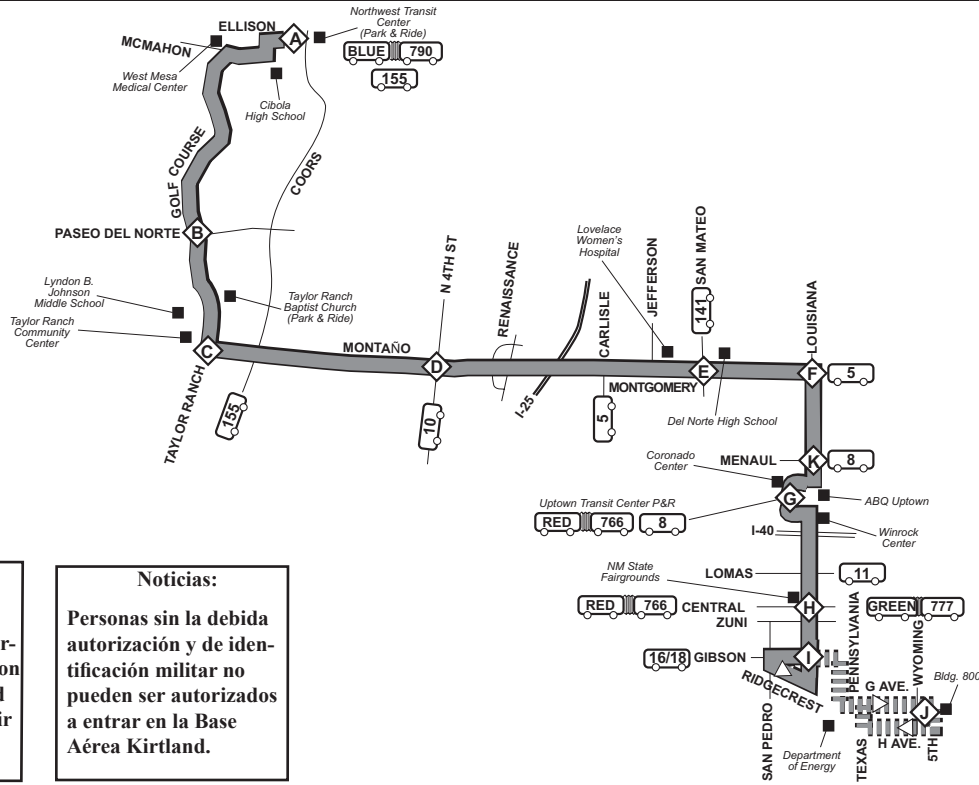 ELLISON
A
Northwest Transit
Center
(Park & Ride)
MCMAHON
BLUE 790
155
West Mesa
Medical Center
Cibola
High School
GOLF COURSE
COORS
PASEO DEL NORTE
B
Lyndon B.
Johnson
Middle School
Taylor Ranch
Baptist Church
(Park & Ride)
Taylor Ranch
Community
Center
C
TAYLOR RANCH
155
MONTAÑO
N 4TH ST
D
10
RENAISSANCE
I-25
CARLISLE
5
Lovelace
Women's
Hospital
JEFFERSON
SAN MATEO
141
MONTGOMERY
E
Del Norte High School
LOUISIANA
F
5
MENAUL
K
8
Coronado
Center
G
ABQ Uptown
Uptown Transit Center P&R
RED 766
8
I-40
Winrock
Center
NM State
Fairgrounds
LOMAS
11
RED 766
CENTRAL
H
ZUNI
GREEN 777
16/18
GIBSON
I
RIDGECREST
SAN PEDRO
PENNSYLVANIA
WYOMING
G AVE.
J
Bldg. 800
H AVE.
TEXAS
5TH
Department
of Energy
r-
on
d
ir
Noticias:
Personas sin la debida
autorización y de iden-
tificación militar no
pueden ser autorizados
a entrar en la Base
Aérea Kirtland.